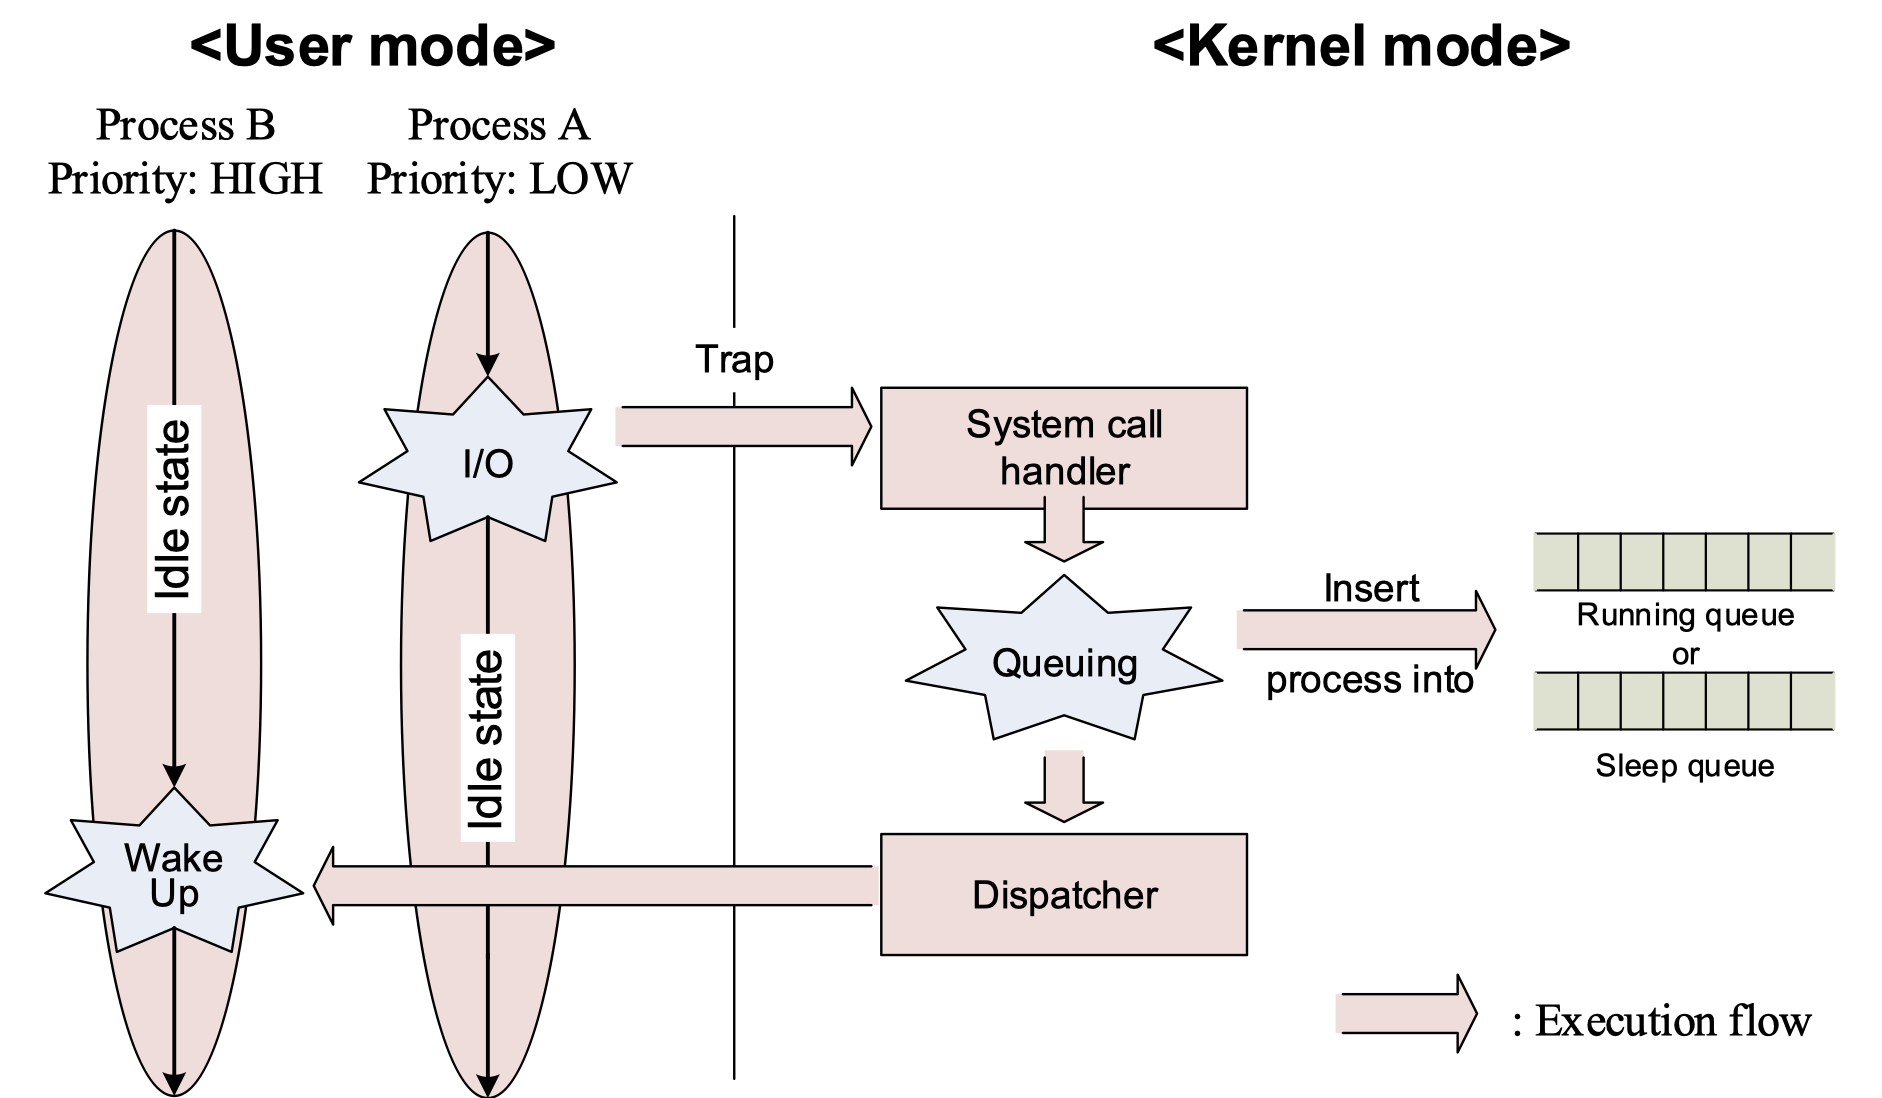 <User mode>
<Kernel mode>
Process B
Priority: HIGH
Process A
Priority: LOW
Idle state
Wake
Up
I/O
Idle state
Trap
System call
handler
Queuing
Insert
process into
Running queue
or
Sleep queue
Dispatcher
: Execution flow